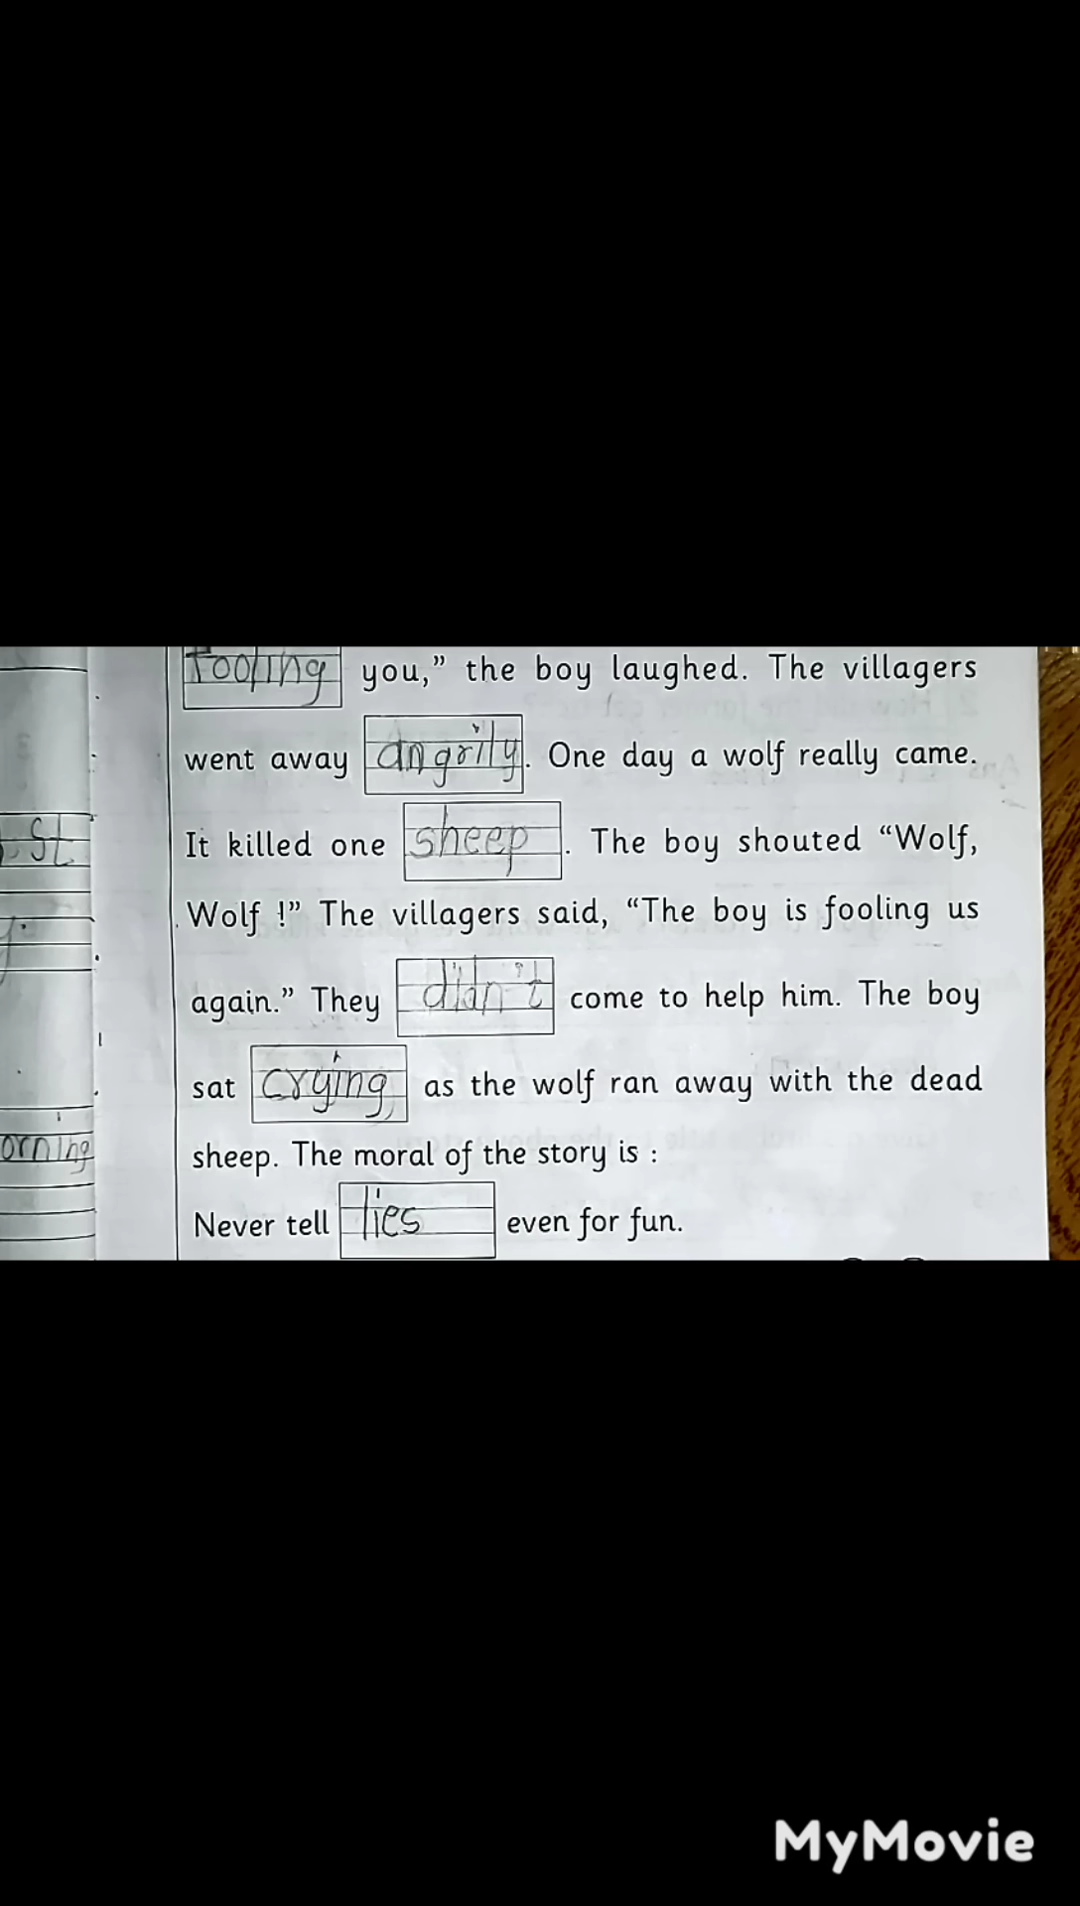 fooling you,” the boy laughed. The villagers
went away angrily. One day a wolf really came.
st
It killed one sheep. The boy shouted “Wolf,
Wolf !” The villagers said, “The boy is fooling us
again.” They didn't come to help him. The boy
sat crying, as the wolf ran away with the dead
orning
sheep. The moral of the story is :
Never tell lies even for fun.
MyMovie